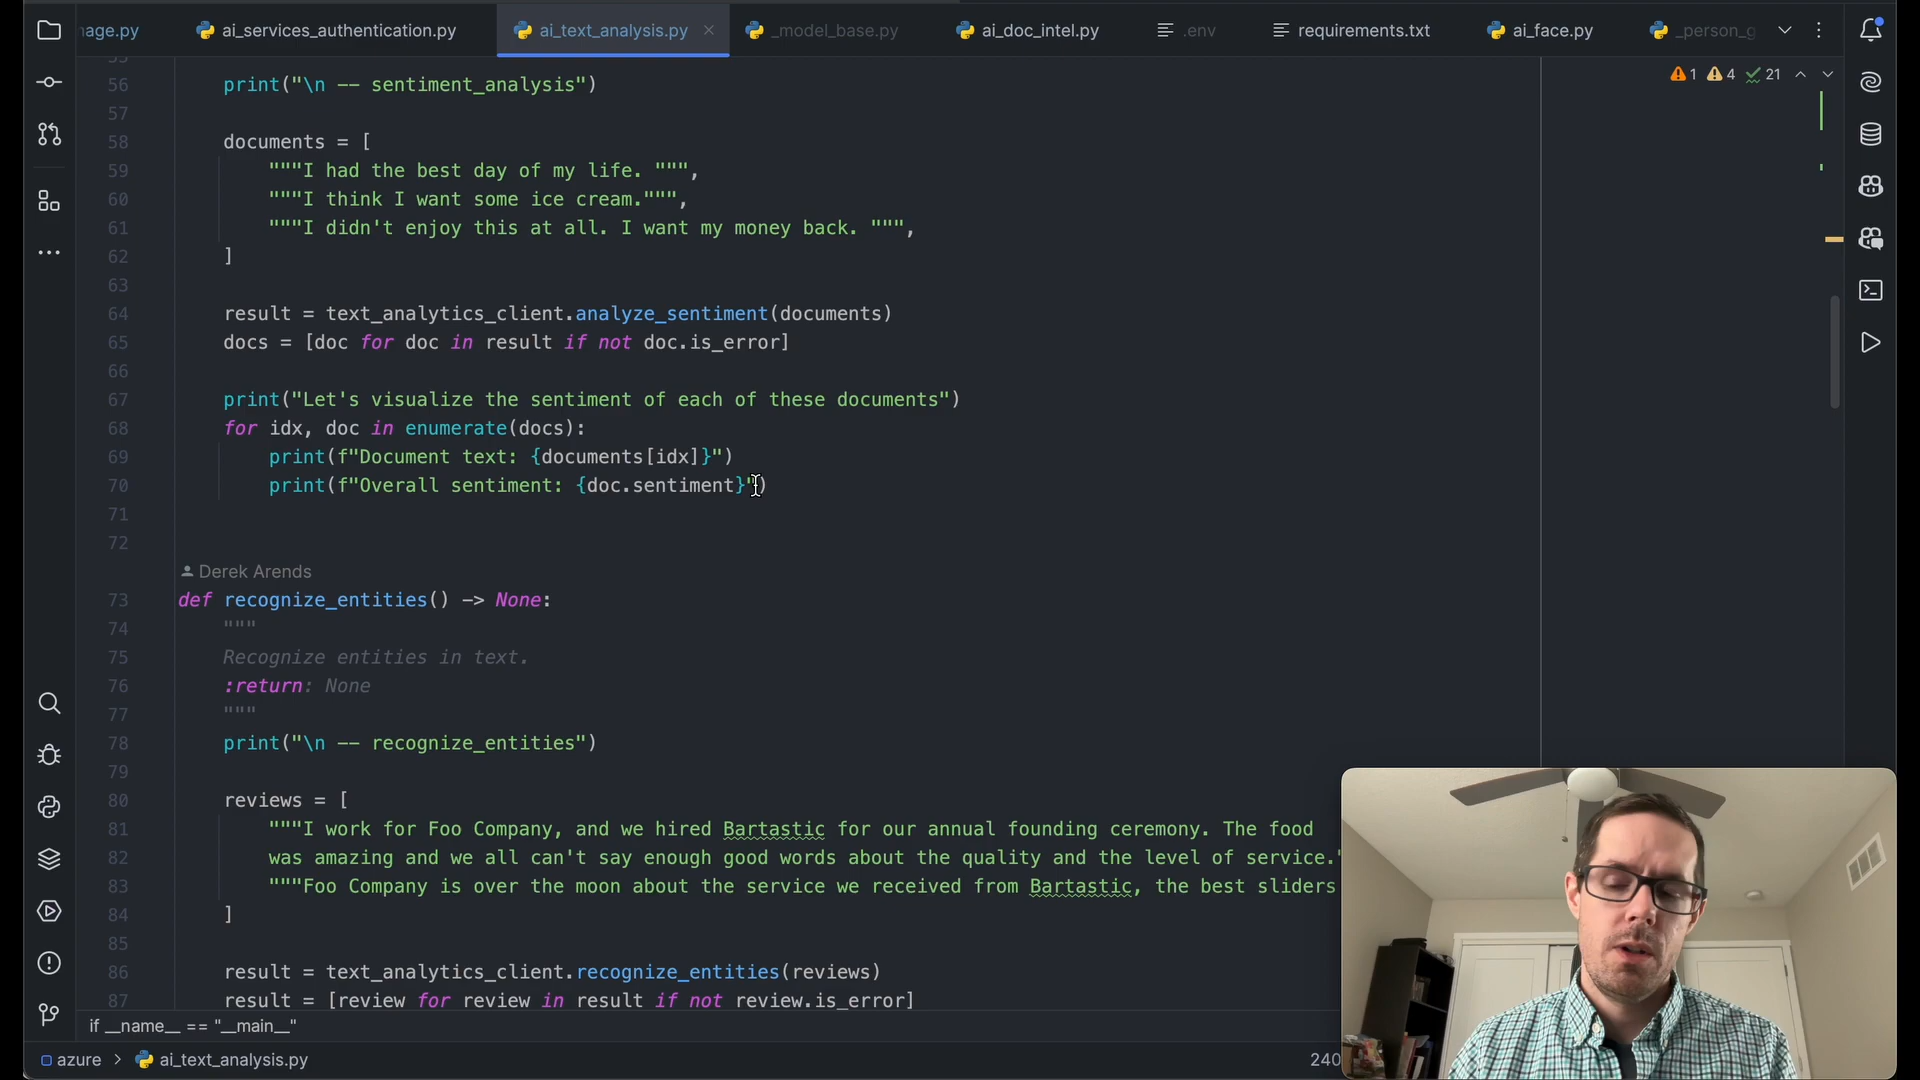 nage.py ai_services_authentication.py ai_text_analysis.py _model_base.py ai_doc_intel.py .env requirements.txt ai_face.py _person_g
1 4 21
56 print("\n -- sentiment_analysis")
57
58 documents = [
59 """I had the best day of my life. """,
60 """I think I want some ice cream.""",
61 """I didn't enjoy this at all. I want my money back. """,
62 ]
63
64 result = text_analytics_client.analyze_sentiment(documents)
65 docs = [doc for doc in result if not doc.is_error]
66
67 print("Let's visualize the sentiment of each of these documents")
68 for idx, doc in enumerate(docs):
69 print(f"Document text: {documents[idx]}")
70 print(f"Overall sentiment: {doc.sentiment}")
71
72
Derek Arends
73 def recognize_entities() -> None:
74 """
75 Recognize entities in text.
76 :return: None
77 """
78 print("\n -- recognize_entities")
79
80 reviews = [
81 """I work for Foo Company, and we hired Bartastic for our annual founding ceremony. The food
82 was amazing and we all can't say enough good words about the quality and the level of service."
83 """Foo Company is over the moon about the service we received from Bartastic, the best sliders
84 ]
85
86 result = text_analytics_client.recognize_entities(reviews)
87 result = [review for review in result if not review.is_error]
if __name__ == "__main__"
azure > ai_text_analysis.py 240